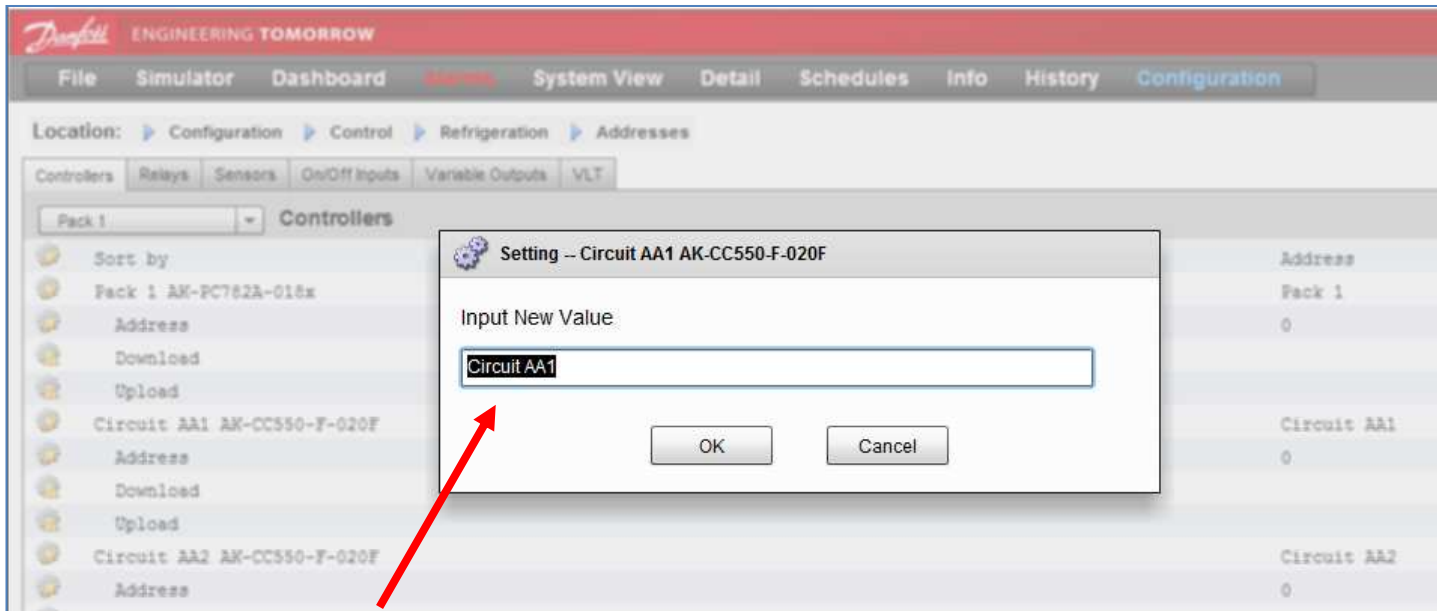 Danfoss ENGINEERING TOMORROW
File Simulator Dashboard Alarms System View Detail Schedules Info History Configuration
Location: Configuration Control Refrigeration Addresses
Controllers Relays Sensors On/Off Inputs Variable Outputs VLT
Pack 1 Controllers
Setting -- Circuit AA1 AK-CC550-F-020F
Sort by Address
Pack 1 AK-PC782A-018x Pack 1
Input New Value
Address 0
Download
Circuit AA1
Upload
Circuit AA1 AK-CC550-F-020F Circuit AA1
OK Cancel
Address 0
Download
Upload
Circuit AA2 AK-CC550-F-020F Circuit AA2
Address 0